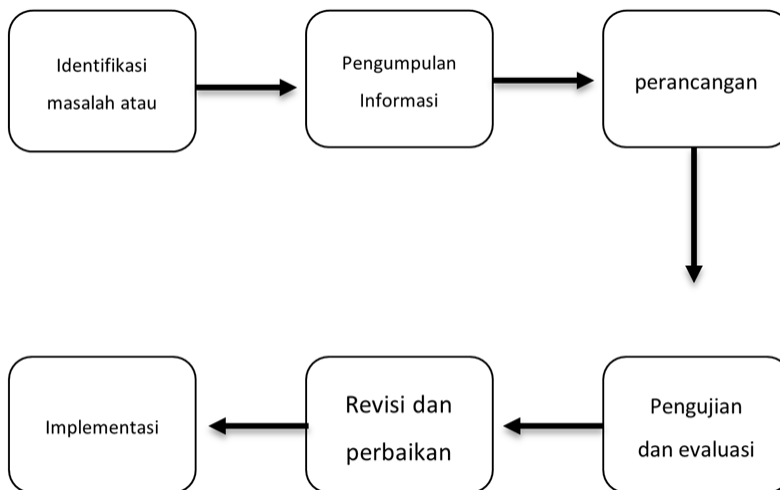 Identifikasi
masalah atau
Pengumpulan
Informasi
perancangan
Pengujian
dan evaluasi
Revisi dan
perbaikan
Implementasi